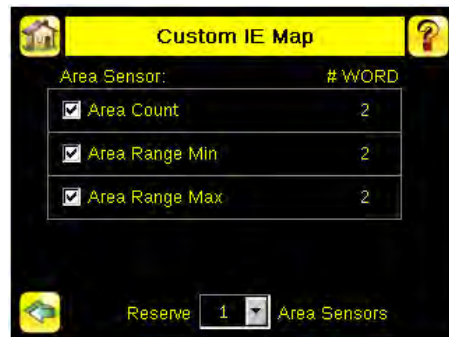 Custom IE Map
?
Area Sensor: # WORD
Area Count 2
Area Range Min 2
Area Range Max 2
Reserve 1 Area Sensors